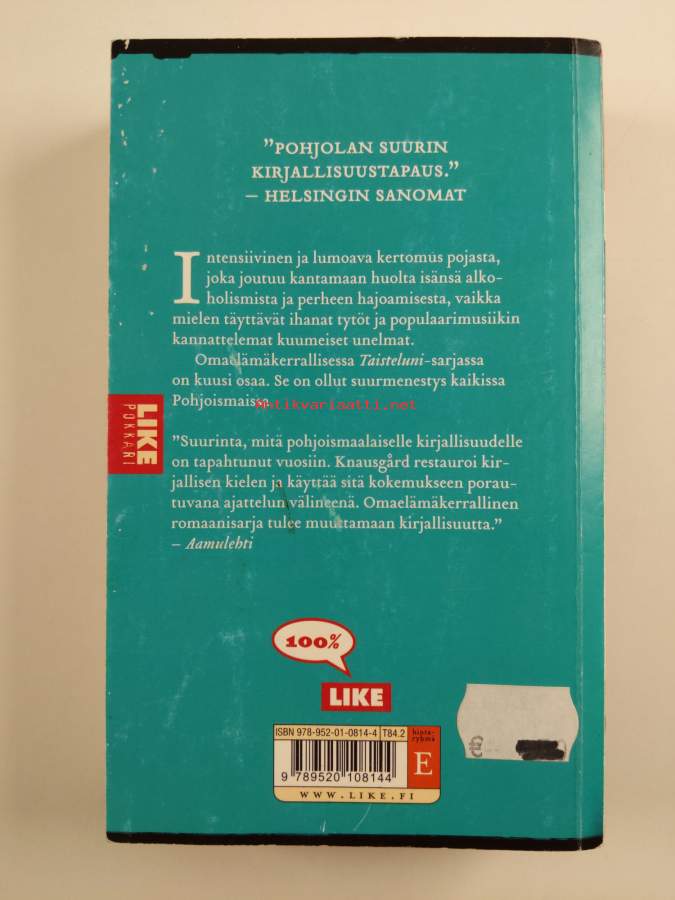 ”POHJOLAN SUURIN
KIRJALLISUUSTAPAUS.”
– HELSINGIN SANOMAT
Intensiivinen ja lumoava kertomus pojasta,
joka joutuu kantamaan huolta isänsä alko-
holismista ja perheen hajoamisesta, vaikka
mielen täyttävät ihanat tytöt ja populaarimusiikin
kannattelemat kuumeiset unelmat.
Omaelämäkerrallisessa Taisteluni-sarjassa
on kuusi osaa. Se on ollut suurmenestys kaikissa
Pohjoismaissa.
antikvariaatti.net
”Suurinta, mitä pohjoismaalaiselle kirjallisuudelle
on tapahtunut vuosiin. Knausgård restauroi kir-
jallisen kielen ja käyttää sitä kokemukseen porau-
tuvana ajattelun välineenä. Omaelämäkerrallinen
romaanisarja tulee muuttamaan kirjallisuutta.”
– Aamulehti
LIKE
POKKARI
100%
LIKE
ISBN 978-952-01-0814-4 T84.2
hinta-
ryhmä
E
9 789520 108144
WWW.LIKE.FI
€